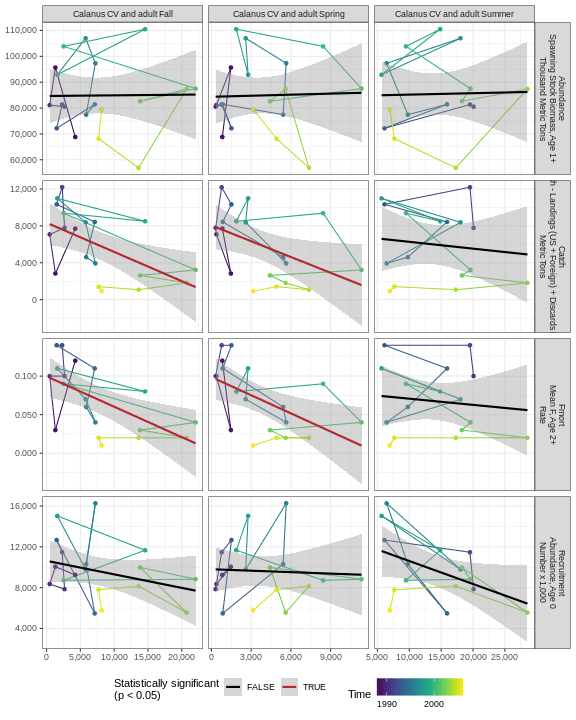 Calanus CV and adult Fall
Calanus CV and adult Spring
Calanus CV and adult Summer
110,000
100,000
90,000
80,000
70,000
60,000
Abundance
Spawning Stock Biomass, Age 1+
Thousand Metric Tons
12,000
8,000
4,000
0
Catch
h - Landings (US + Foreign) + Discards
Metric Tons
0.100
0.050
0.000
Fmort
Mean F, Age 2+
Rate
16,000
12,000
8,000
4,000
Recruitment
Abundance, Age 0
Number x 1,000
0
5,000
10,000
15,000
20,000
0
3,000
6,000
9,000
5,000
10,000
15,000
20,000
25,000
Statistically significant
(p < 0.05)
FALSE
TRUE
Time
1990
2000